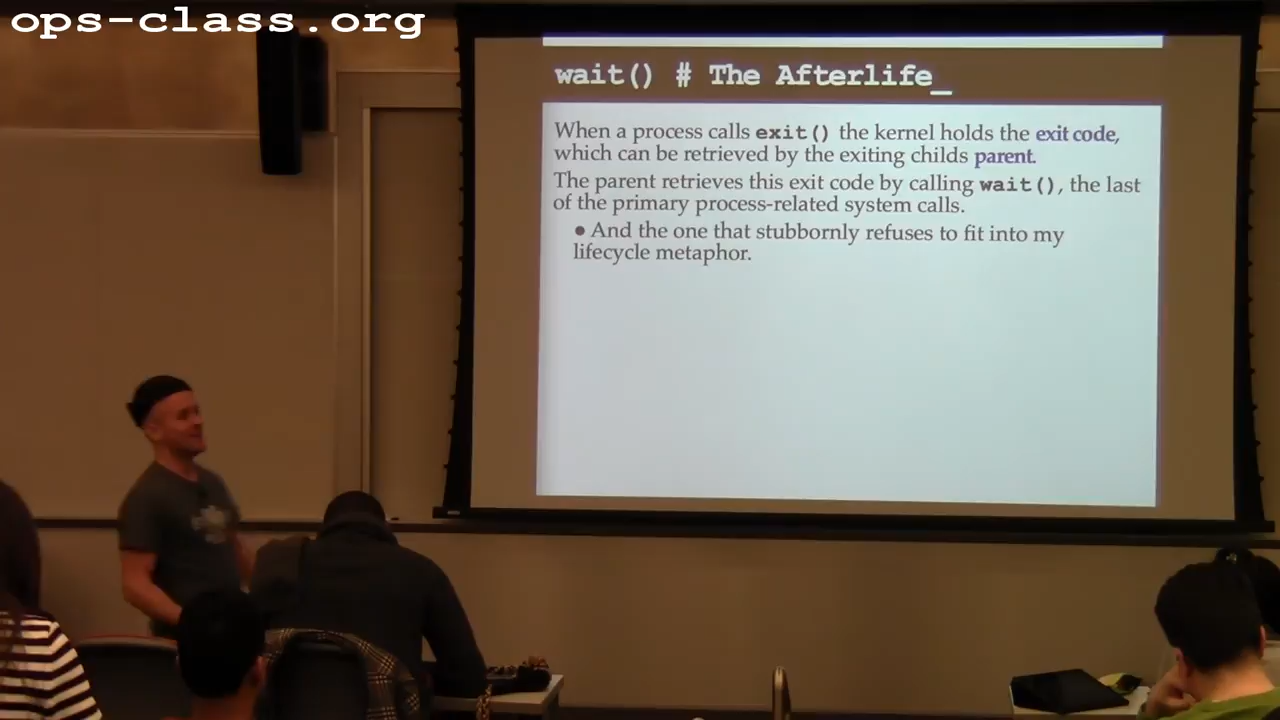 ops-class.org
wait() # The Afterlife_
When a process calls exit() the kernel holds the exit code,
which can be retrieved by the exiting childs parent.
The parent retrieves this exit code by calling wait(), the last
of the primary process-related system calls.
● And the one that stubbornly refuses to fit into my
lifecycle metaphor.